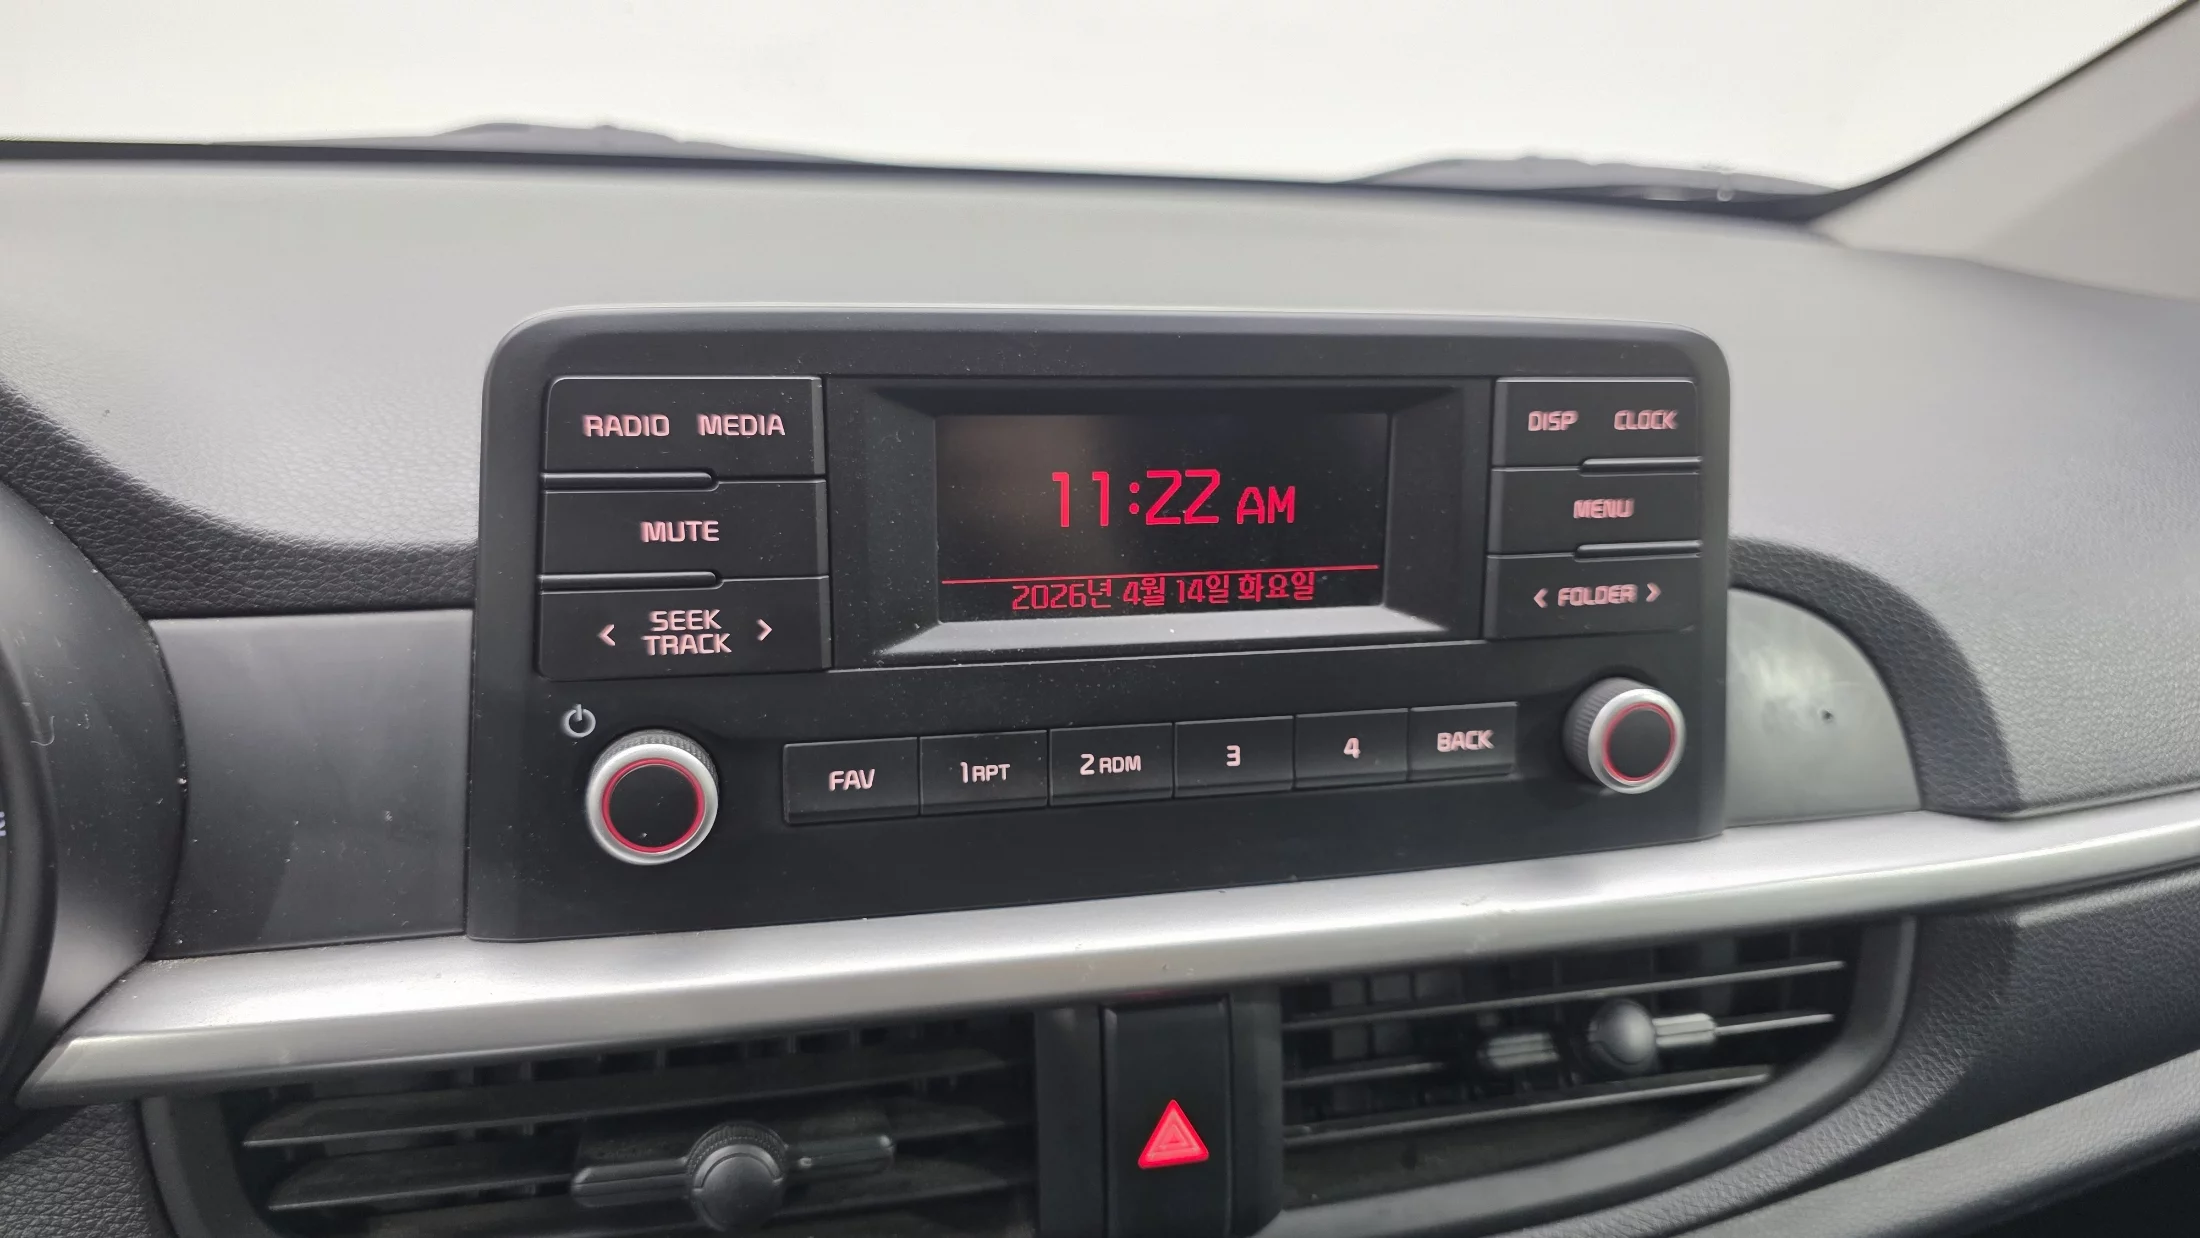 RADIO MEDIA
MUTE
< SEEK TRACK >
11:22 AM
2026년 4월 14일 화요일
DISP CLOCK
MENU
< FOLDER >
FAV
1 RPT
2 RDM
3
4
BACK